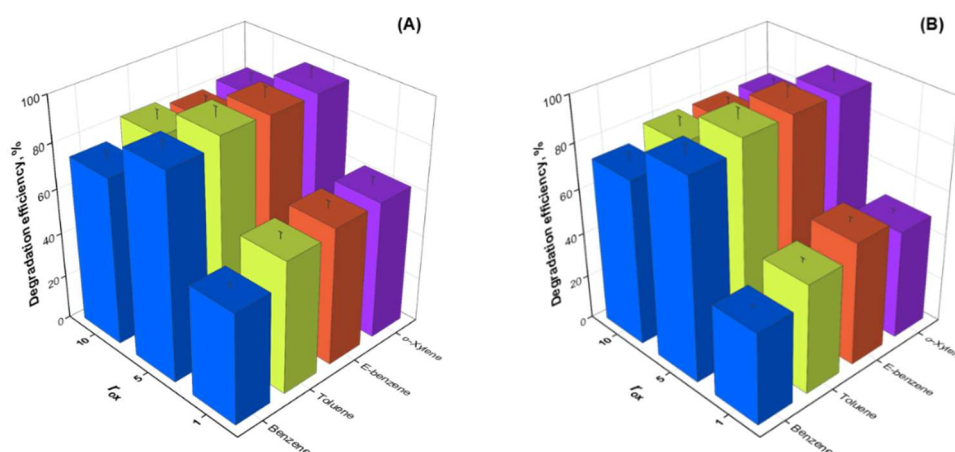 (A)
Degradation efficiency, %
100
80
60
40
20
0
10
5
1
r_ox
Benzene
Toluene
E-benzene
o-Xylene
(B)
Degradation efficiency, %
100
80
60
40
20
0
10
5
1
r_ox
Benzene
Toluene
E-benzene
o-Xylene